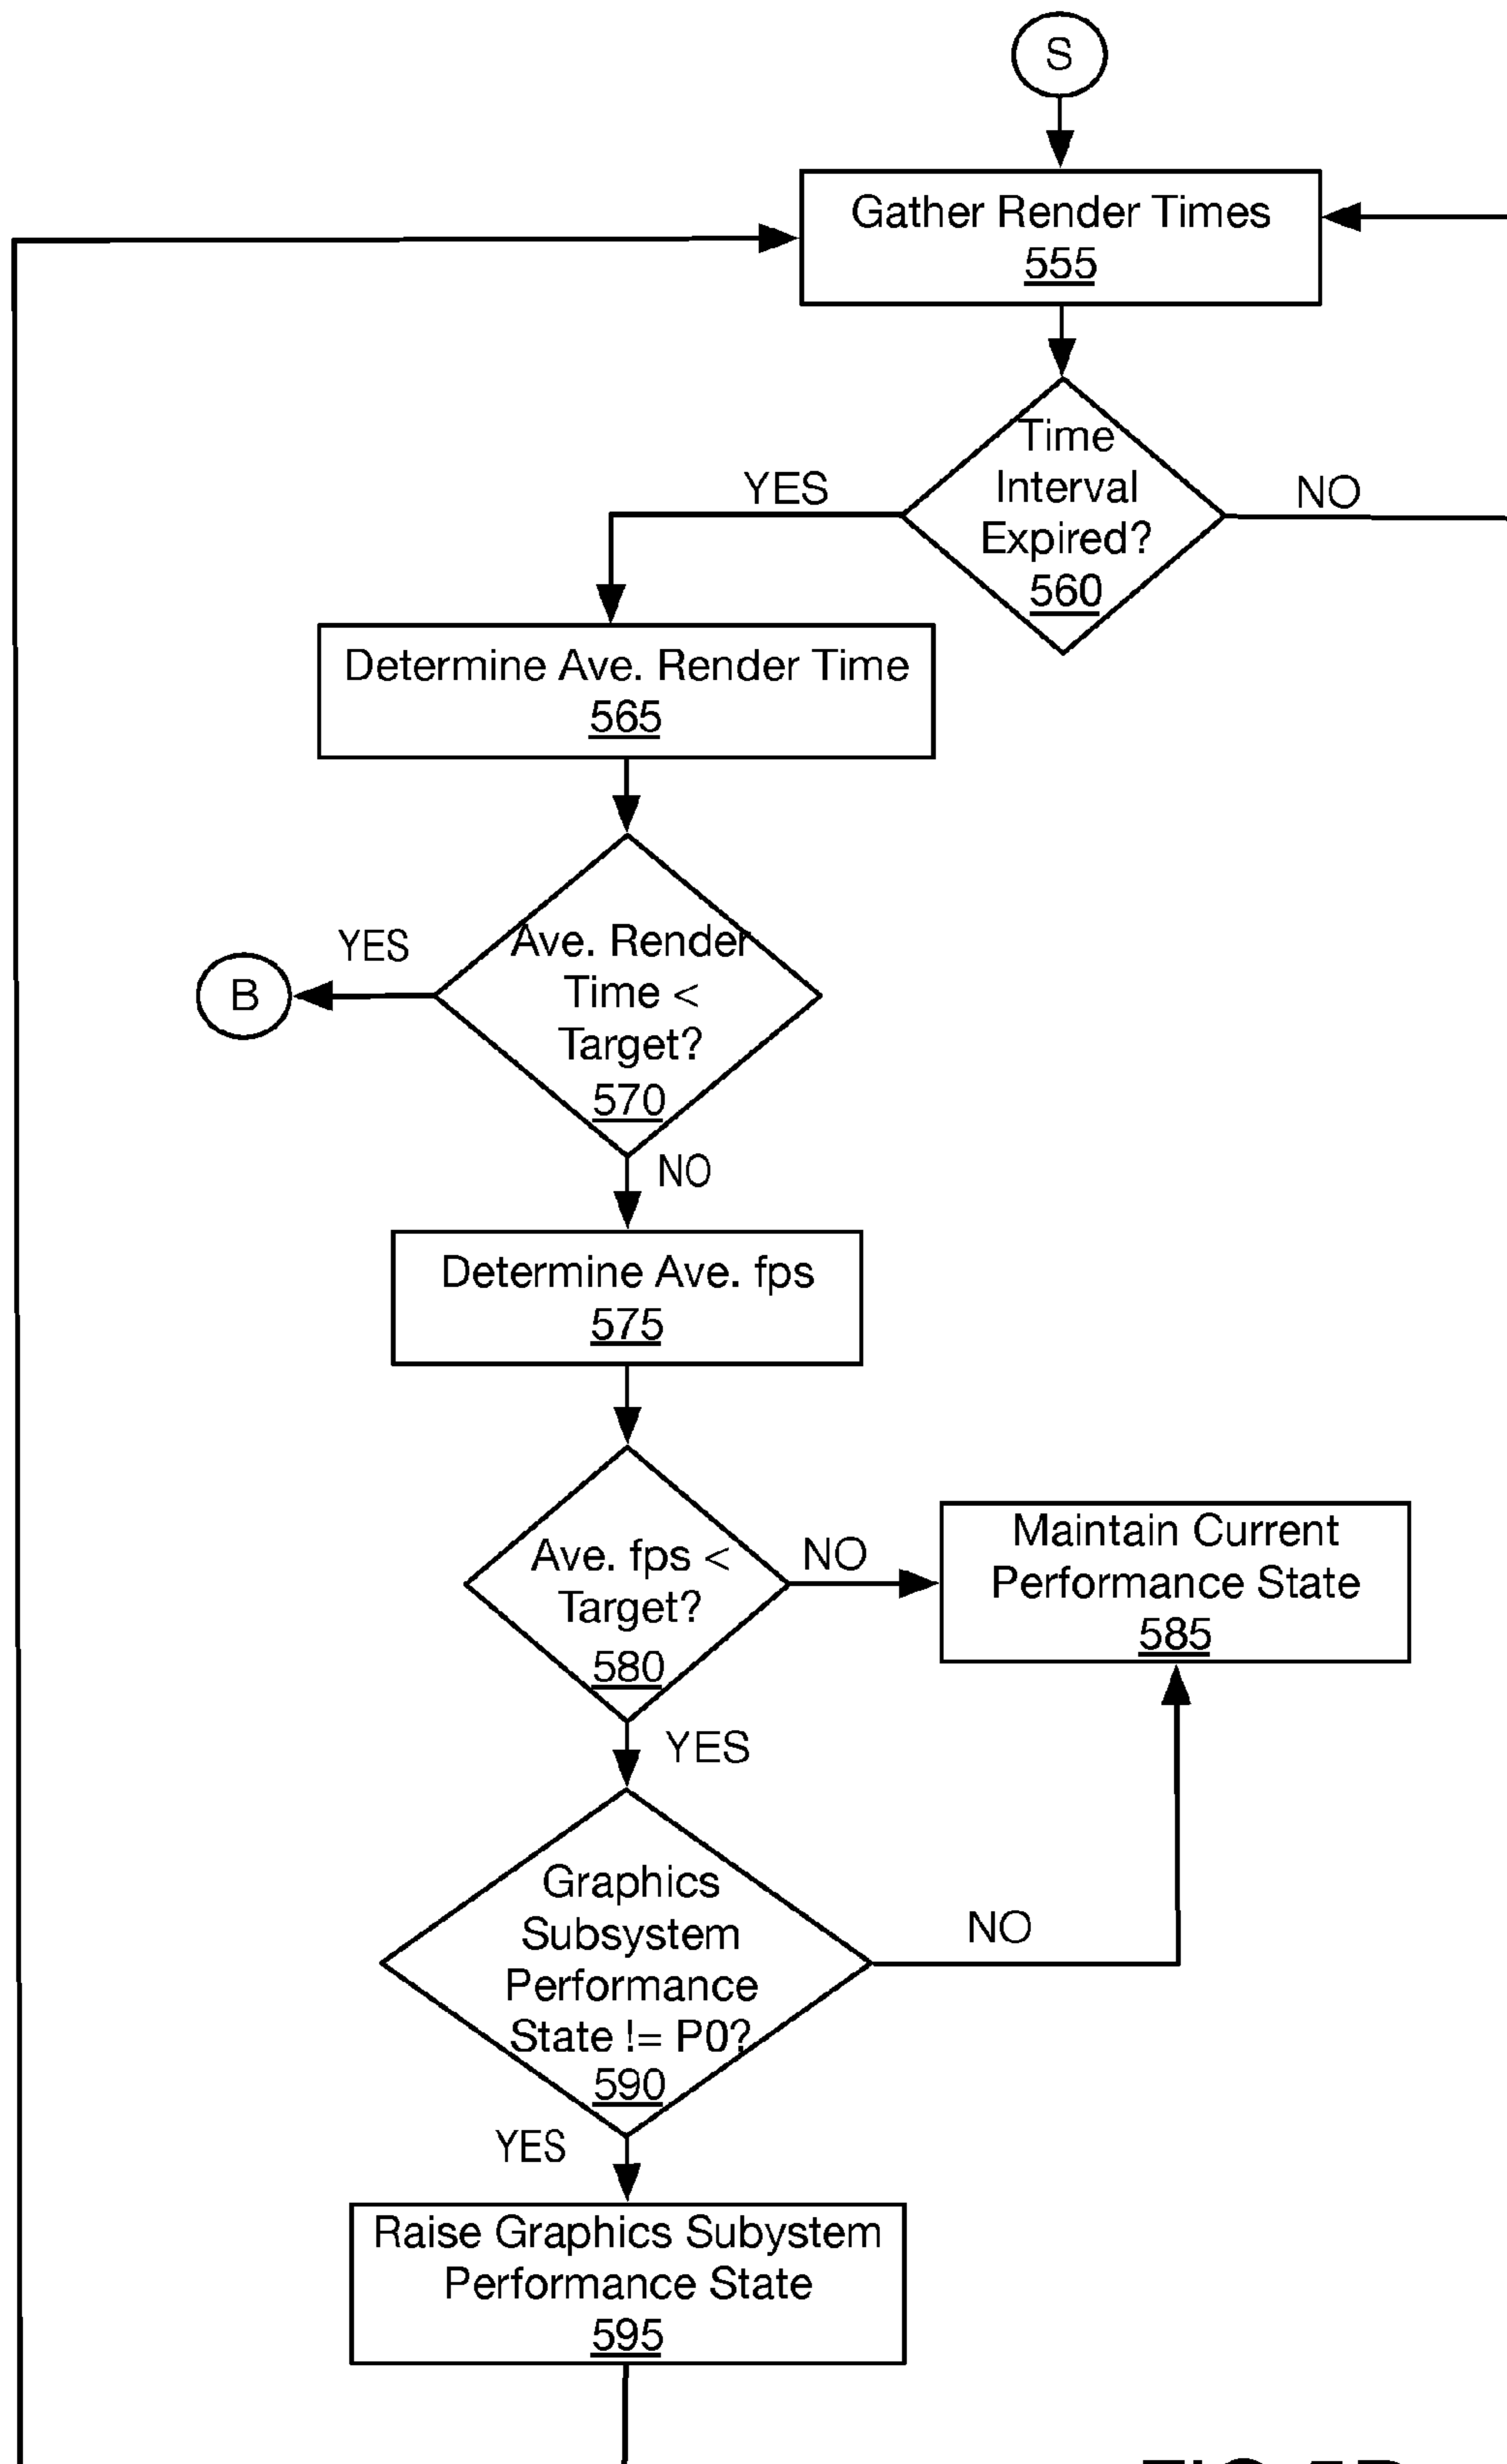 S
Gather Render Times
555
Time
Interval
Expired?
560
YES
NO
Determine Ave. Render Time
565
Ave. Render
Time <
Target?
570
YES
B
NO
Determine Ave. fps
575
Ave. fps <
Target?
580
NO
Maintain Current
Performance State
585
YES
Graphics
Subsystem
Performance
State != P0?
590
NO
YES
Raise Graphics Subystem
Performance State
595